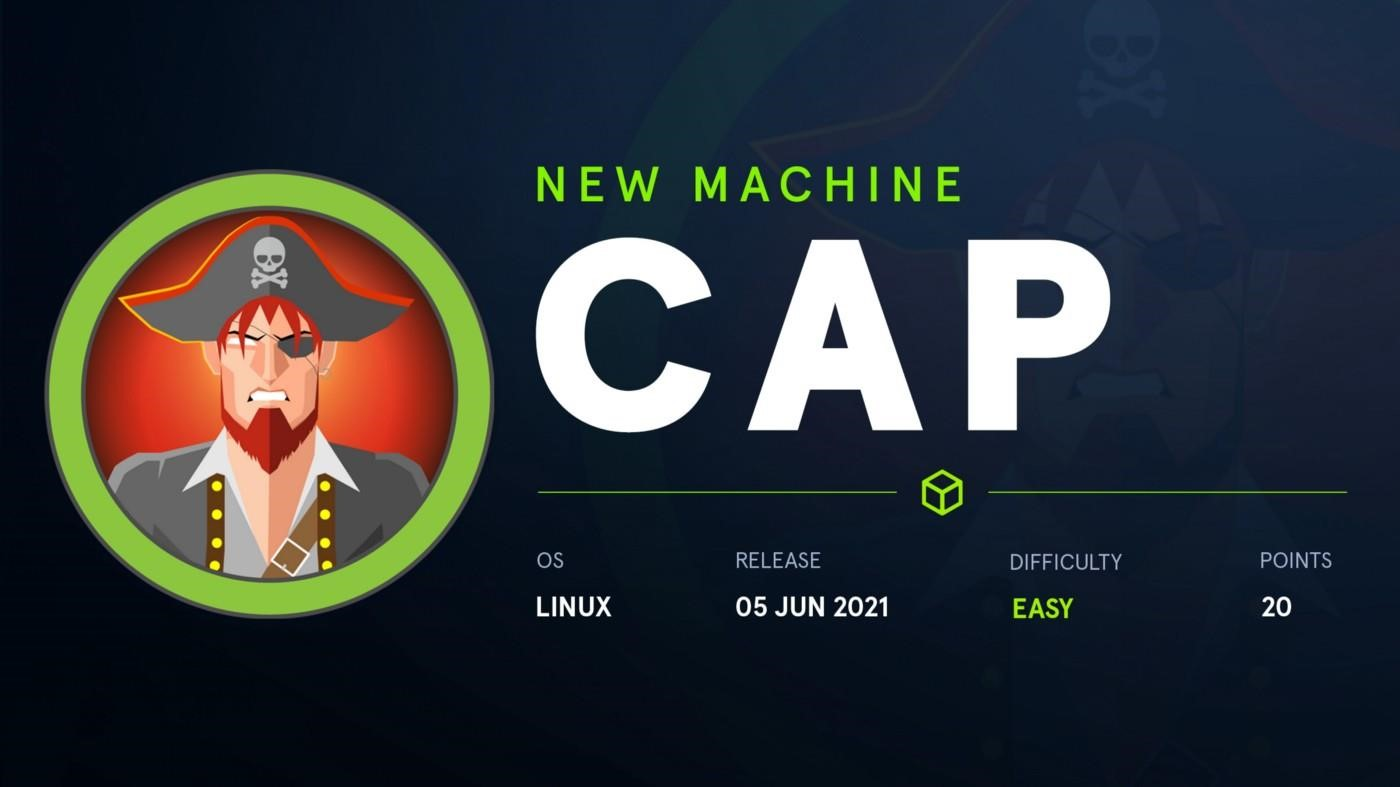 NEW MACHINE
CAP
OS RELEASE DIFFICULTY POINTS
LINUX 05 JUN 2021 EASY 20